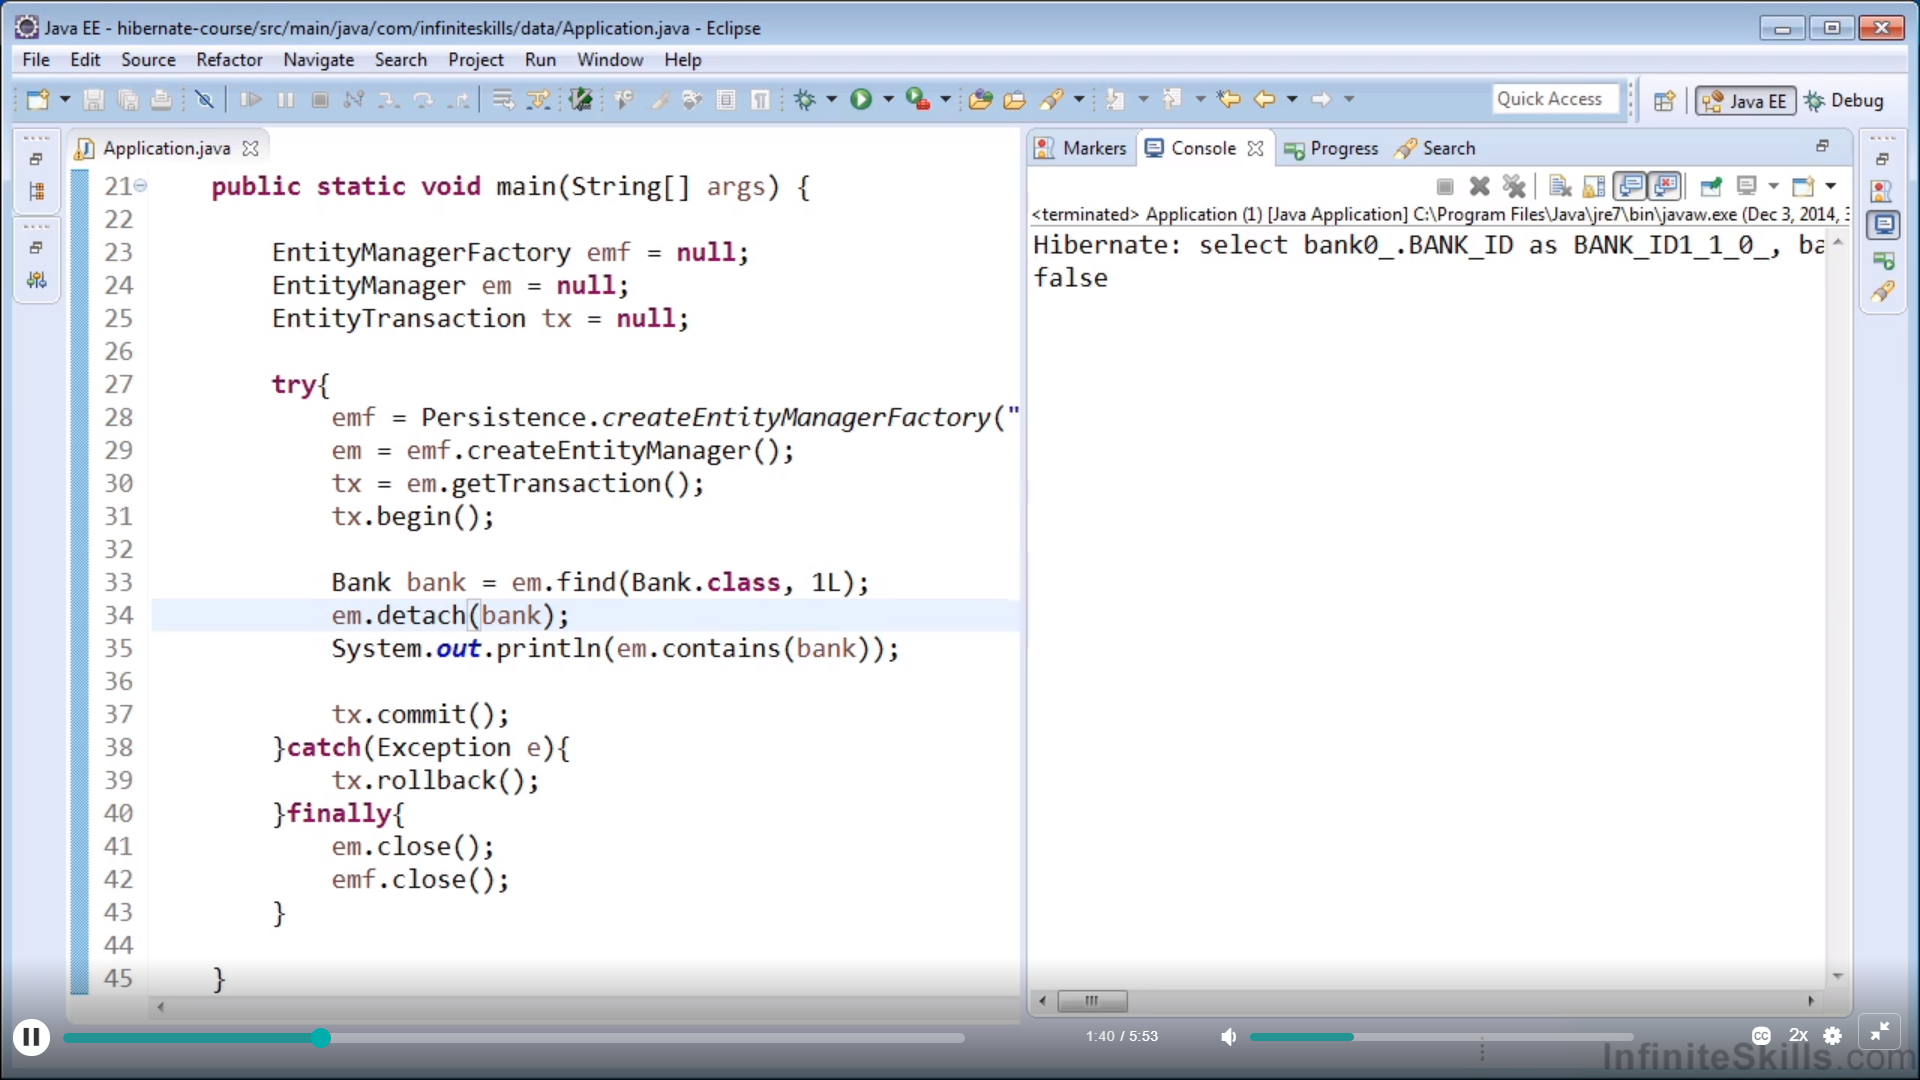 Java EE - hibernate-course/src/main/java/com/infiniteskills/data/Application.java - Eclipse
File Edit Source Refactor Navigate Search Project Run Window Help
Quick Access
Java EE
Debug
Application.java
21 public static void main(String[] args) {
22
23 EntityManagerFactory emf = null;
24 EntityManager em = null;
25 EntityTransaction tx = null;
26
27 try{
28 emf = Persistence.createEntityManagerFactory("
29 em = emf.createEntityManager();
30 tx = em.getTransaction();
31 tx.begin();
32
33 Bank bank = em.find(Bank.class, 1L);
34 em.detach(bank);
35 System.out.println(em.contains(bank));
36
37 tx.commit();
38 }catch(Exception e){
39 tx.rollback();
40 }finally{
41 em.close();
42 emf.close();
43 }
44
45 }
Markers Console Progress Search
<terminated> Application (1) [Java Application] C:\Program Files\Java\jre7\bin\javaw.exe (Dec 3, 2014,
Hibernate: select bank0_.BANK_ID as BANK_ID1_1_0_, ba
false
1:40 / 5:53
CC
2x
InfiniteSkills.com